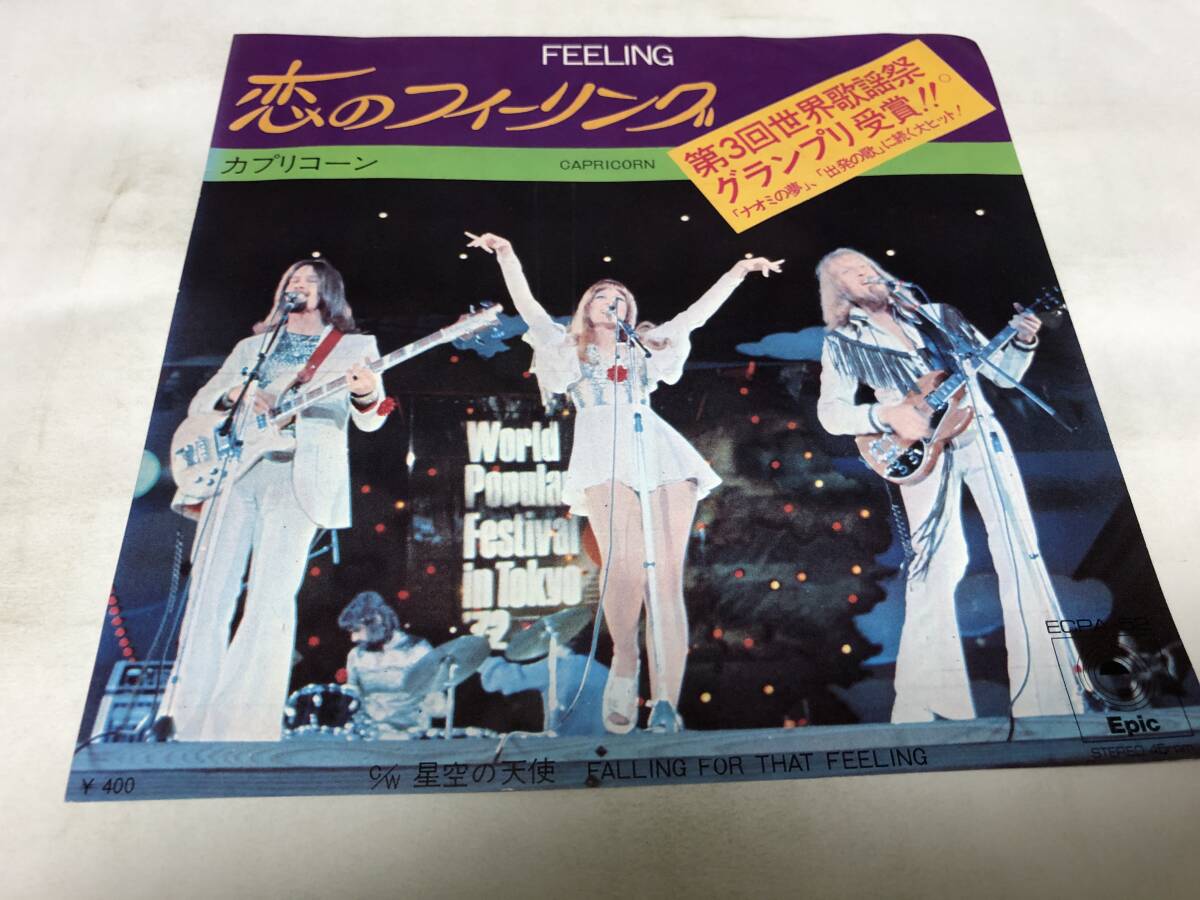 FEELING
恋のフィーリング
カプリコーン
CAPRICORN
第3回世界歌謡祭
グランプリ受賞!!
「ナオミの夢」、「出発の歌」に続く大ヒット!
World
Popular
Festival
in Tokyo
'72
Epic
STEREO 45rpm
¥400
c/w 星空の天使 FALLING FOR THAT FEELING